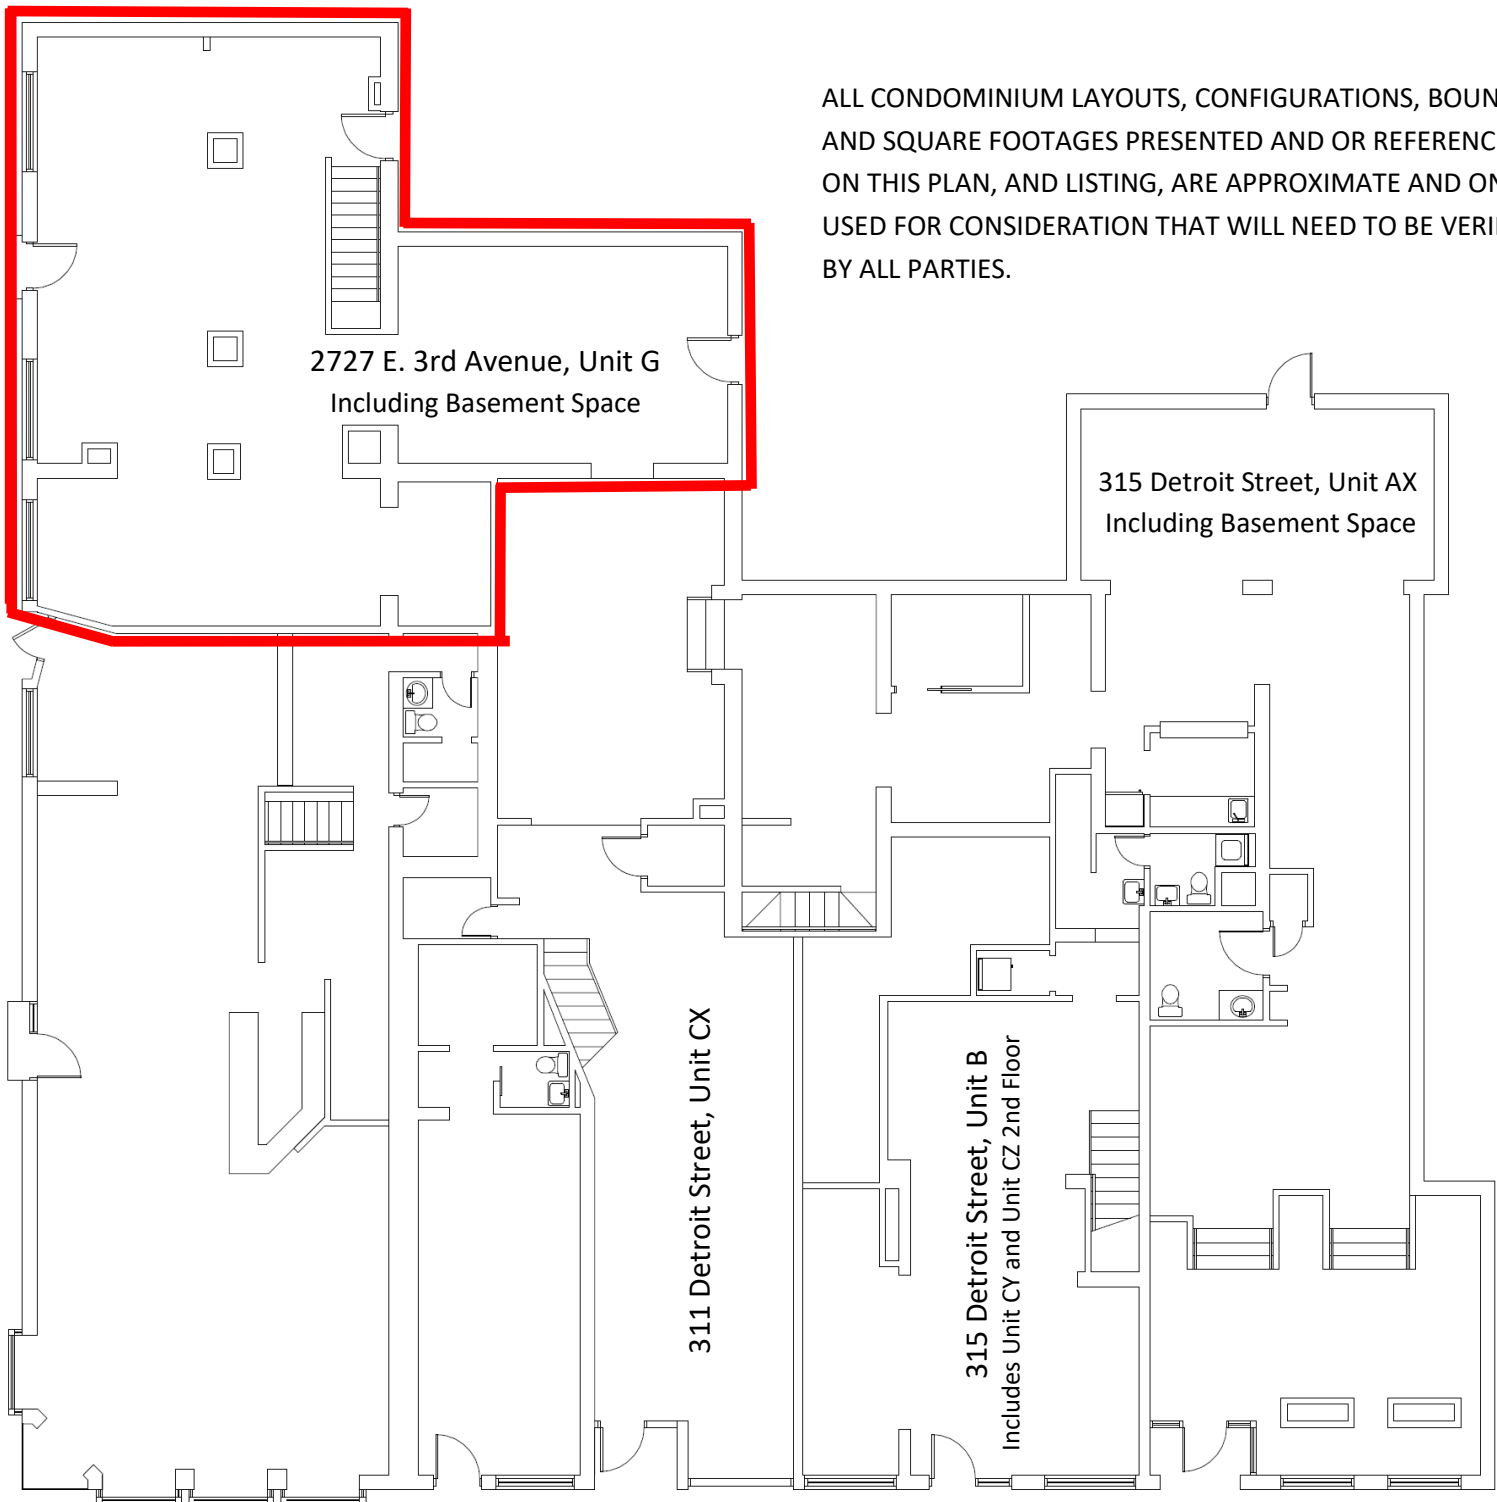 ALL CONDOMINIUM LAYOUTS, CONFIGURATIONS, BOUN
AND SQUARE FOOTAGES PRESENTED AND OR REFERENC
ON THIS PLAN, AND LISTING, ARE APPROXIMATE AND ON
USED FOR CONSIDERATION THAT WILL NEED TO BE VERI
BY ALL PARTIES.
2727 E. 3rd Avenue, Unit G
Including Basement Space
315 Detroit Street, Unit AX
Including Basement Space
311 Detroit Street, Unit CX
315 Detroit Street, Unit B
Includes Unit CY and Unit CZ 2nd Floor